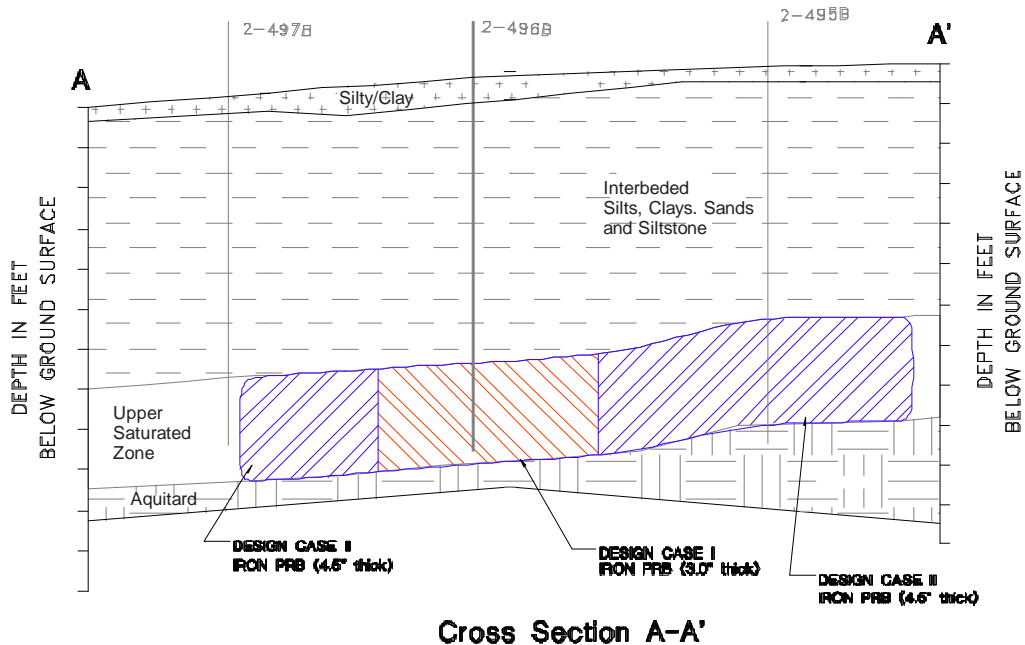 2-497B
2-496B
2-495B
A
A'
Silty/Clay
Interbeded
Silts, Clays. Sands
and Siltstone
DEPTH IN FEET
BELOW GROUND SURFACE
DEPTH IN FEET
BELOW GROUND SURFACE
Upper
Saturated
Zone
Aquitard
DESIGN CASE II
IRON PRB (4.5" thick)
DESIGN CASE I
IRON PRB (3.0" thick)
DESIGN CASE II
IRON PRB (4.5" thick)
Cross Section A-A'